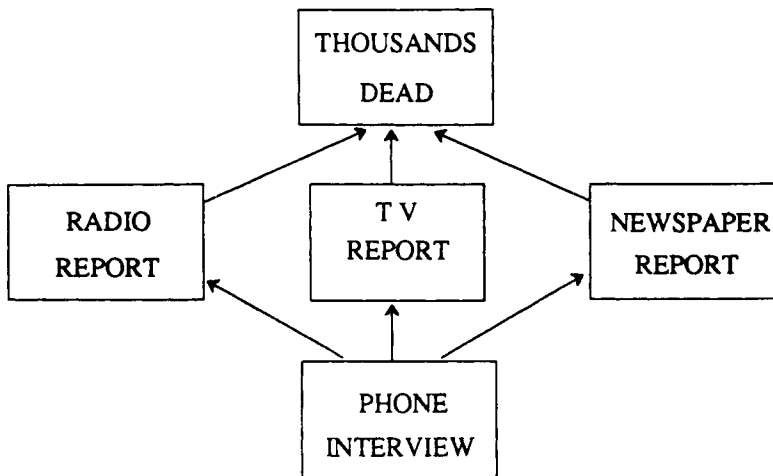 THOUSANDS
DEAD
RADIO
REPORT
T V
REPORT
NEWSPAPER
REPORT
PHONE
INTERVIEW